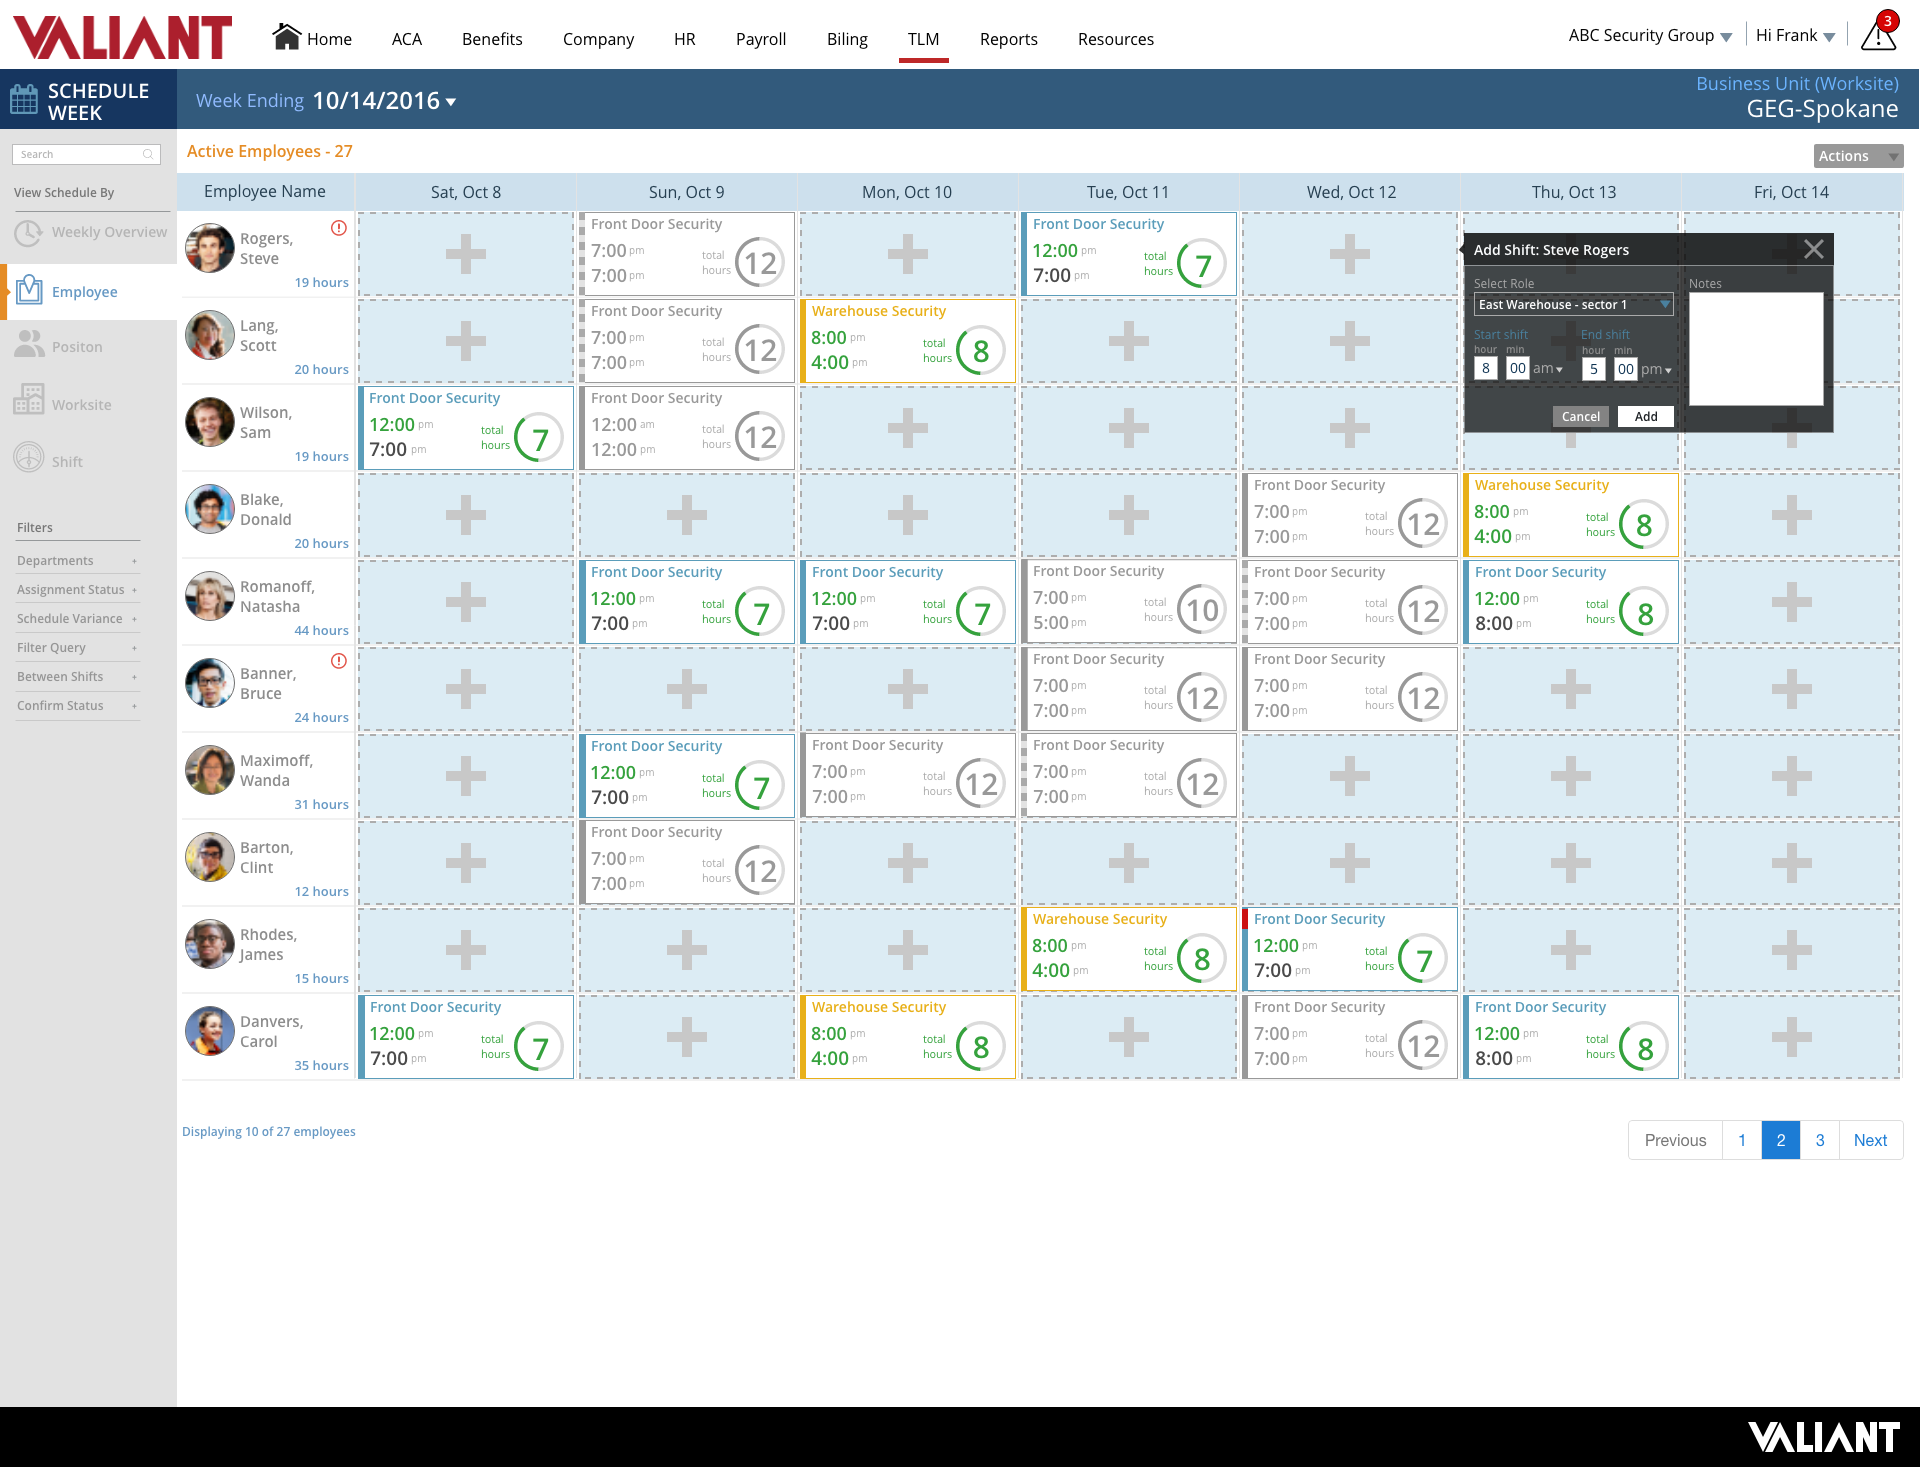 VALIANT
Home ACA Benefits Company HR Payroll Biling TLM Reports Resources
ABC Security Group Hi Frank 3
SCHEDULE
WEEK
Week Ending 10/14/2016
Business Unit (Worksite)
GEG-Spokane
Search
View Schedule By
Weekly Overview
Employee
Positon
Worksite
Shift
Filters
Departments +
Assignment Status +
Schedule Variance +
Filter Query +
Between Shifts +
Confirm Status +
Active Employees - 27
Actions
Employee Name Sat, Oct 8 Sun, Oct 9 Mon, Oct 10 Tue, Oct 11 Wed, Oct 12 Thu, Oct 13 Fri, Oct 14
Rogers,
Steve
19 hours
Front Door Security
7:00 pm
7:00 pm
total
hours
12
Front Door Security
12:00 pm
7:00 pm
total
hours
7
Add Shift: Steve Rogers
Select Role
East Warehouse - sector 1
Start shift
hour min
8 00 am
End shift
hour min
5 00 pm
Notes
Cancel Add
Lang,
Scott
20 hours
Front Door Security
7:00 pm
7:00 pm
total
hours
12
Warehouse Security
8:00 pm
4:00 pm
total
hours
8
Wilson,
Sam
19 hours
Front Door Security
12:00 pm
7:00 pm
total
hours
7
Front Door Security
12:00 am
12:00 pm
total
hours
12
Blake,
Donald
20 hours
Front Door Security
7:00 pm
7:00 pm
total
hours
12
Warehouse Security
8:00 pm
4:00 pm
total
hours
8
Romanoff,
Natasha
44 hours
Front Door Security
12:00 pm
7:00 pm
total
hours
7
Front Door Security
12:00 pm
7:00 pm
total
hours
7
Front Door Security
7:00 pm
5:00 pm
total
hours
10
Front Door Security
7:00 pm
7:00 pm
total
hours
12
Front Door Security
12:00 pm
8:00 pm
total
hours
8
Banner,
Bruce
24 hours
Front Door Security
7:00 pm
7:00 pm
total
hours
12
Front Door Security
7:00 pm
7:00 pm
total
hours
12
Maximoff,
Wanda
31 hours
Front Door Security
12:00 pm
7:00 pm
total
hours
7
Front Door Security
7:00 pm
7:00 pm
total
hours
12
Front Door Security
7:00 pm
7:00 pm
total
hours
12
Barton,
Clint
12 hours
Front Door Security
7:00 pm
7:00 pm
total
hours
12
Rhodes,
James
15 hours
Warehouse Security
8:00 pm
4:00 pm
total
hours
8
Front Door Security
12:00 pm
7:00 pm
total
hours
7
Danvers,
Carol
35 hours
Front Door Security
12:00 pm
7:00 pm
total
hours
7
Warehouse Security
8:00 pm
4:00 pm
total
hours
8
Front Door Security
7:00 pm
7:00 pm
total
hours
12
Front Door Security
12:00 pm
8:00 pm
total
hours
8
Displaying 10 of 27 employees
Previous 1 2 3 Next
VALIANT